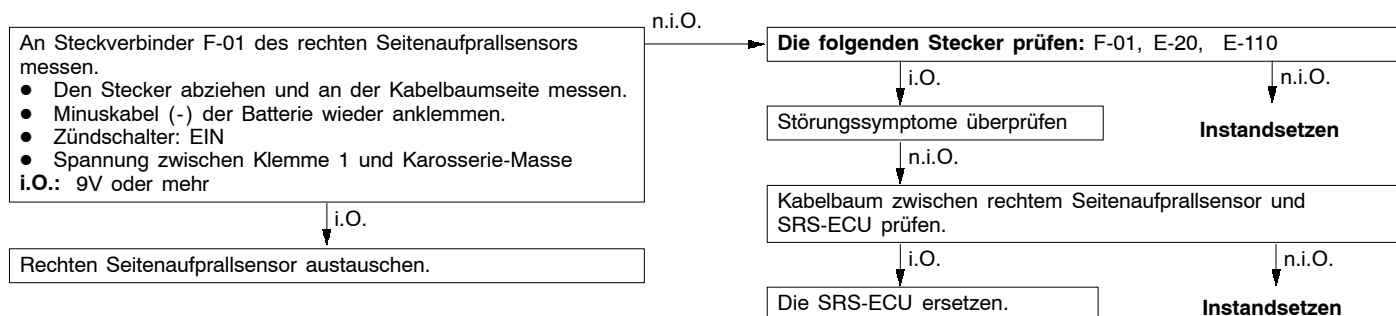 An Steckverbinder F-01 des rechten Seitenaufprallsensors
messen.
● Den Stecker abziehen und an der Kabelbaumseite messen.
● Minuskabel (-) der Batterie wieder anklemmen.
● Zündschalter: EIN
● Spannung zwischen Klemme 1 und Karosserie-Masse
i.O.: 9V oder mehr
i.O.
Rechten Seitenaufprallsensor austauschen.
n.i.O.
Die folgenden Stecker prüfen: F-01, E-20, E-110
i.O.
n.i.O.
Störungssymptome überprüfen
Instandsetzen
n.i.O.
Kabelbaum zwischen rechtem Seitenaufprallsensor und
SRS-ECU prüfen.
i.O.
n.i.O.
Die SRS-ECU ersetzen.
Instandsetzen